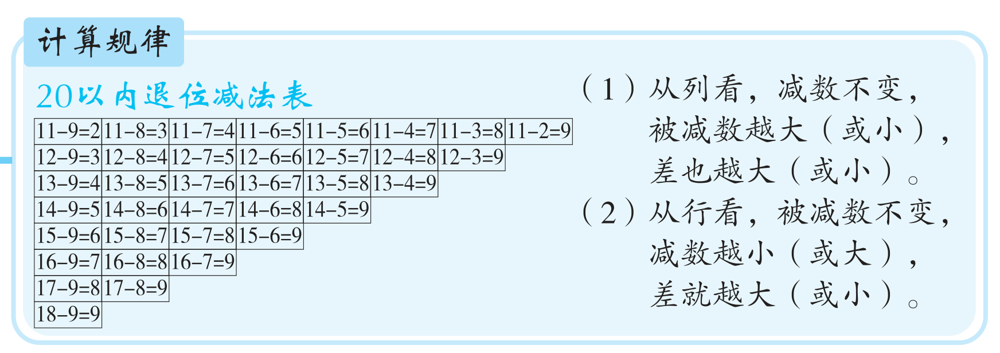 计算规律
20以内退位减法表
11-9=2 11-8=3 11-7=4 11-6=5 11-5=6 11-4=7 11-3=8 11-2=9
12-9=3 12-8=4 12-7=5 12-6=6 12-5=7 12-4=8 12-3=9
13-9=4 13-8=5 13-7=6 13-6=7 13-5=8 13-4=9
14-9=5 14-8=6 14-7=7 14-6=8 14-5=9
15-9=6 15-8=7 15-7=8 15-6=9
16-9=7 16-8=8 16-7=9
17-9=8 17-8=9
18-9=9
（1）从列看，减数不变，
被减数越大（或小），
差也越大（或小）。
（2）从行看，被减数不变，
减数越小（或大），
差就越大（或小）。